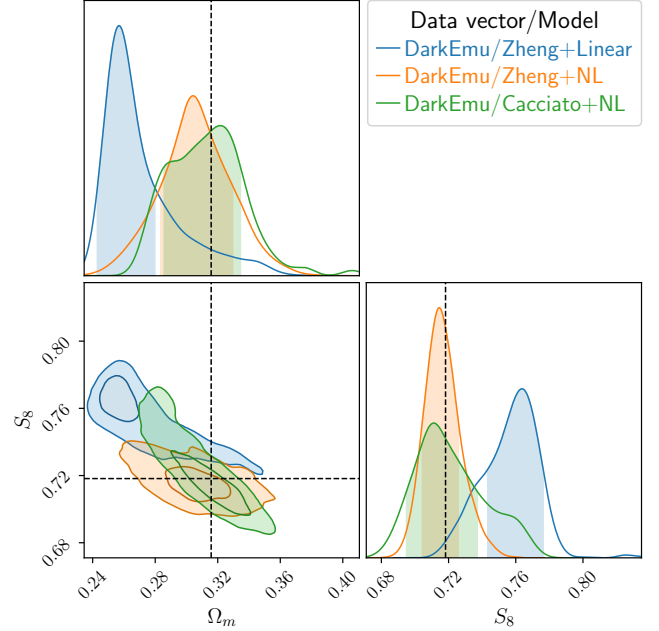 Data vector/Model
DarkEmu/Zheng+Linear
DarkEmu/Zheng+NL
DarkEmu/Cacciato+NL
0.80
0.76
0.72
0.68
S₈
0.24 0.28 0.32 0.36 0.40
Ωₘ
0.68 0.72 0.76 0.80
S₈